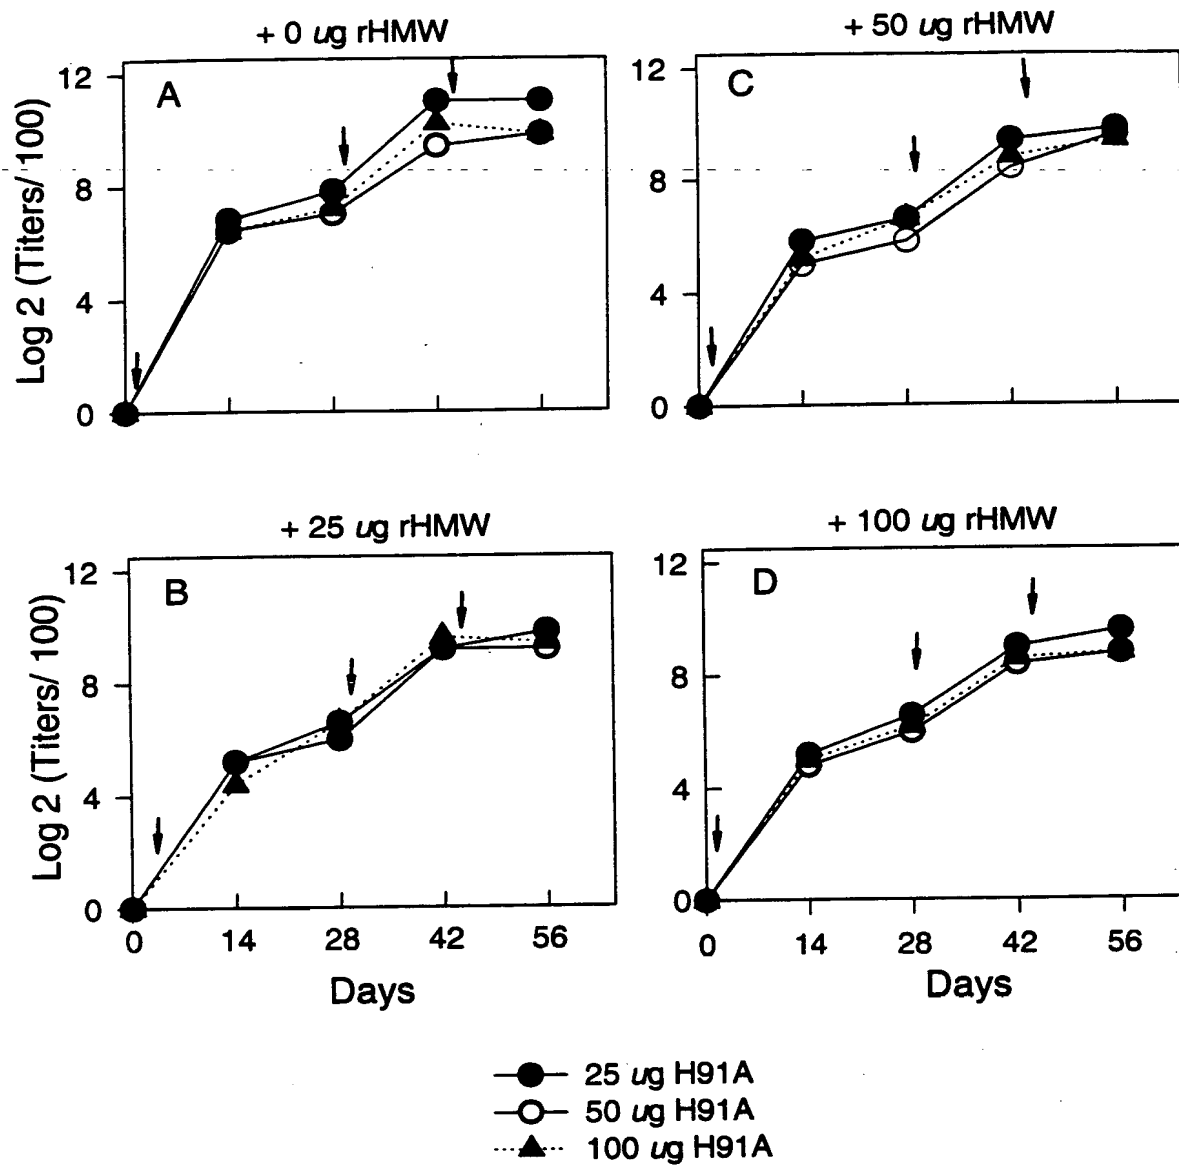 + 0 ug rHMW
+ 50 ug rHMW
A
C
12
8
4
0
12
8
4
0
Log 2 (Titers/ 100)
+ 25 ug rHMW
+ 100 ug rHMW
B
D
12
8
4
0
12
8
4
0
Log 2 (Titers/ 100)
0 14 28 42 56
0 14 28 42 56
Days
Days
25 ug H91A
50 ug H91A
100 ug H91A